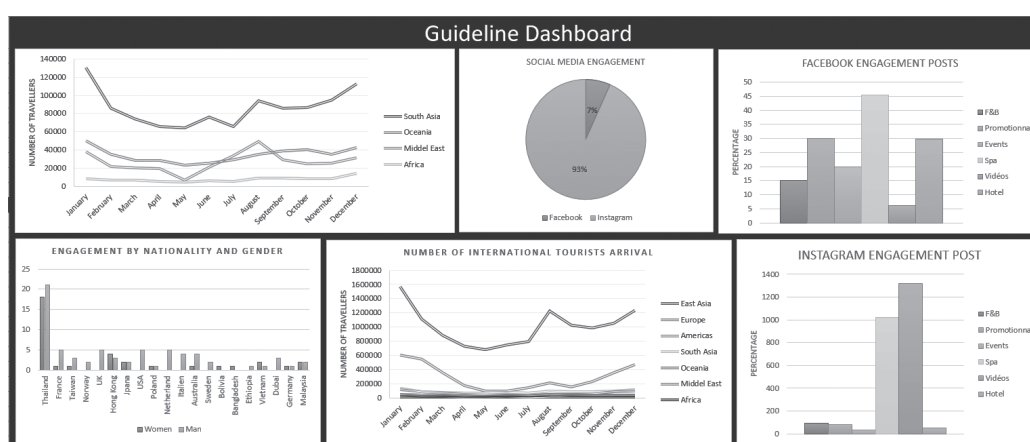 Guideline Dashboard
NUMBER OF TRAVELLERS
140000
120000
100000
80000
60000
40000
20000
0
January
February
March
April
May
June
July
August
September
October
November
December
South Asia
Oceania
Middel East
Africa
SOCIAL MEDIA ENGAGEMENT
7%
93%
Facebook Instagram
FACEBOOK ENGAGEMENT POSTS
PERCENTAGE
50
45
40
35
30
25
20
15
10
5
0
F&B
Promotionna
Events
Spa
Vidéos
Hotel
ENGAGEMENT BY NATIONALITY AND GENDER
25
20
15
10
5
0
Thailand
France
Taiwan
Norway
UK
Hong Kong
Jpana
USA
Poland
Netherland
Italien
Australia
Sweden
Bolivia
Bangladesh
Ethiopia
Vietnam
Dubai
Germany
Malaysia
Women Man
NUMBER OF INTERNATIONAL TOURISTS ARRIVAL
NUMBER OF TRAVELLERS
1800000
1600000
1400000
1200000
1000000
800000
600000
400000
200000
0
January
February
March
April
May
June
July
August
September
October
November
December
East Asia
Europe
Americas
South Asia
Oceania
Middel East
Africa
INSTAGRAM ENGAGEMENT POST
PERCENTAGE
1400
1200
1000
800
600
400
200
0
F&B
Promotionna
Events
Spa
Vidéos
Hotel